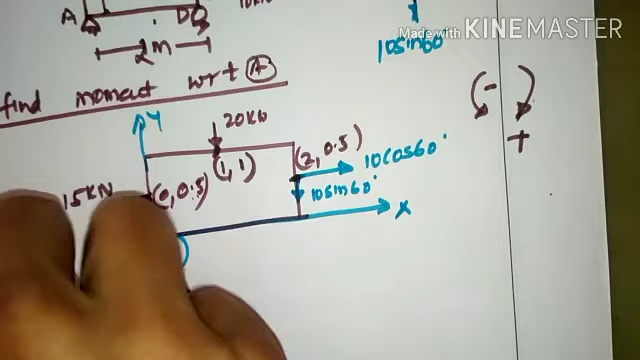 Made with KINEMASTER
A D 10KN
2m 10sin60°
find moment wrt A
Y
20KN
(2, 0.5) 10cos60°
15KN (0, 0.5) (1, 1)
10sin60°
X
-
+